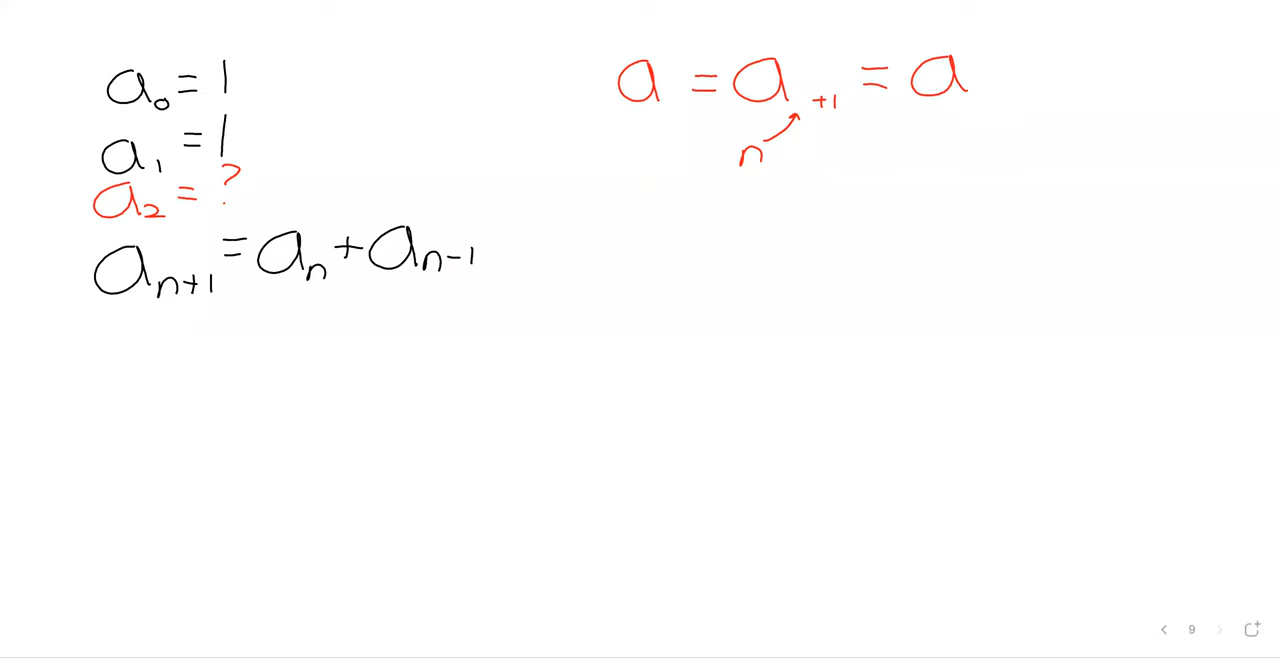 a₀ = 1
a₁ = 1
a₂ = ?
aₙ₊₁ = aₙ + aₙ₋₁
a = a ₊₁ = a
n
9